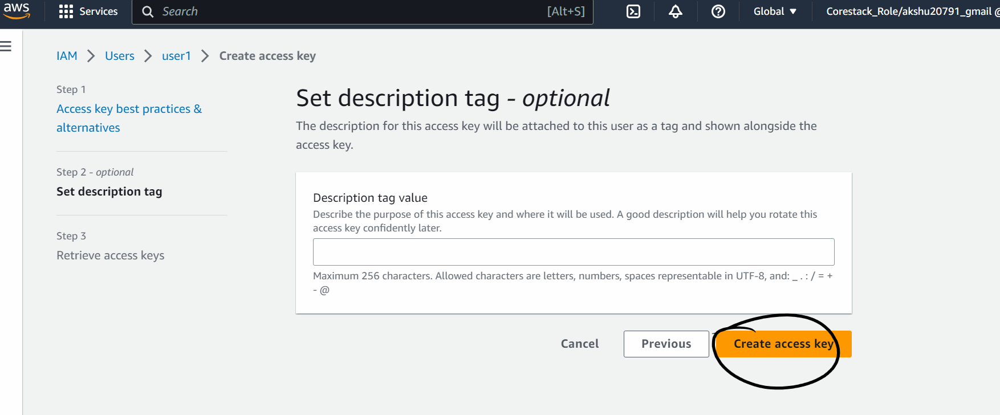 aws
Services
Search
[Alt+S]
Global
Corestack_Role/akshu20791_gmail @
IAM
Users
user1
Create access key
Step 1
Access key best practices &
alternatives
Step 2 - optional
Set description tag
Step 3
Retrieve access keys
Set description tag - optional
The description for this access key will be attached to this user as a tag and shown alongside the
access key.
Description tag value
Describe the purpose of this access key and where it will be used. A good description will help you rotate this
access key confidently later.
Maximum 256 characters. Allowed characters are letters, numbers, spaces representable in UTF-8, and: _ . : / = +
- @
Cancel
Previous
Create access key